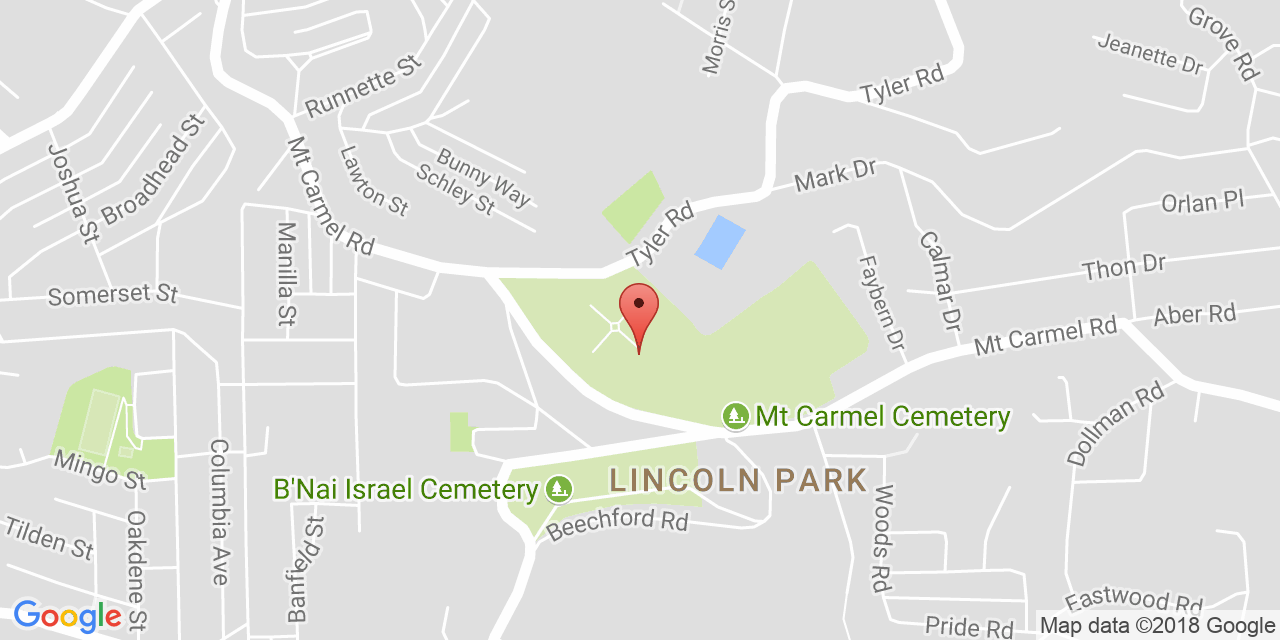 Grove Rd
Jeanette Dr
Morris S
Tyler Rd
Runnette St
Joshua St
Broadhead St
Mt Carmel Rd
Lawton St
Bunny Way
Schley St
Mark Dr
Orlan Pl
Tyler Rd
Manilla St
Calmar Dr
Faybern Dr
Thon Dr
Somerset St
Aber Rd
Mt Carmel Rd
Mt Carmel Cemetery
Dollman Rd
LINCOLN PARK
B'Nai Israel Cemetery
Mingo St
Columbia Ave
Beechford Rd
Woods Rd
Tilden St
Oakdene St
Banfield St
Eastwood Rd
Pride Rd
Google
Map data ©2018 Google